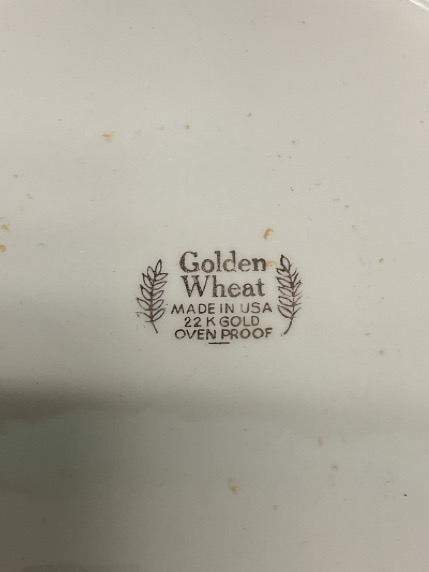 Golden
Wheat
MADE IN USA
22 K GOLD
OVEN PROOF